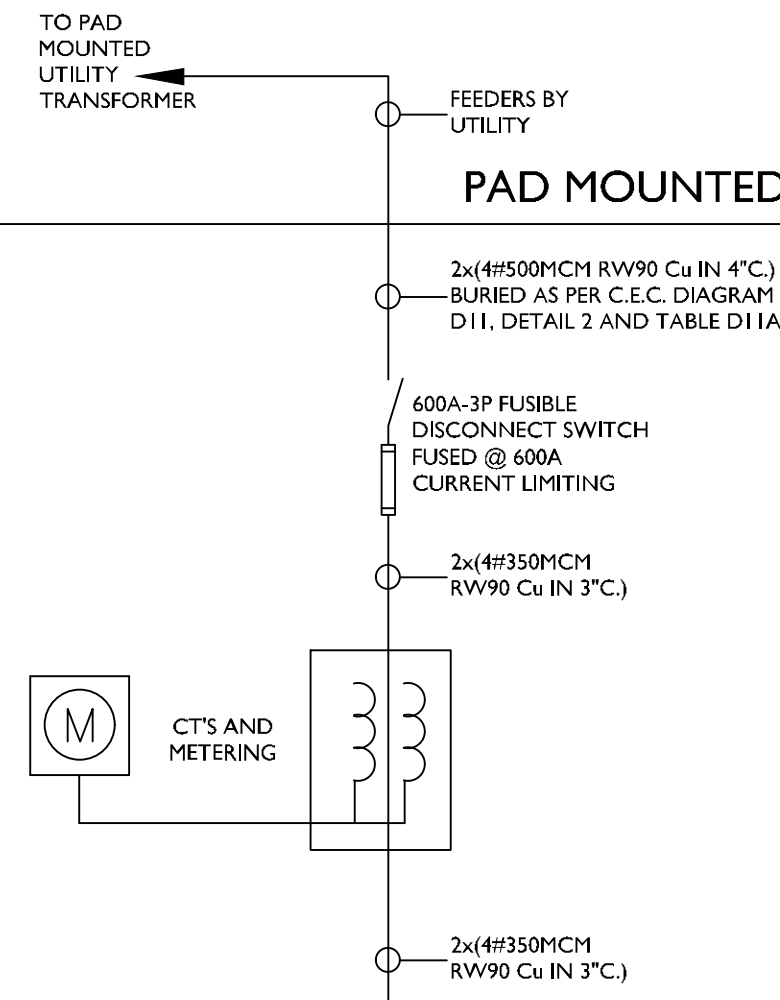 TO PAD
MOUNTED
UTILITY
TRANSFORMER
FEEDERS BY
UTILITY
PAD MOUNTED
2x(4#500MCM RW90 Cu IN 4"C.)
BURIED AS PER C.E.C. DIAGRAM
D11, DETAIL 2 AND TABLE D11A
600A-3P FUSIBLE
DISCONNECT SWITCH
FUSED @ 600A
CURRENT LIMITING
2x(4#350MCM
RW90 Cu IN 3"C.)
M
CT'S AND
METERING
2x(4#350MCM
RW90 Cu IN 3"C.)